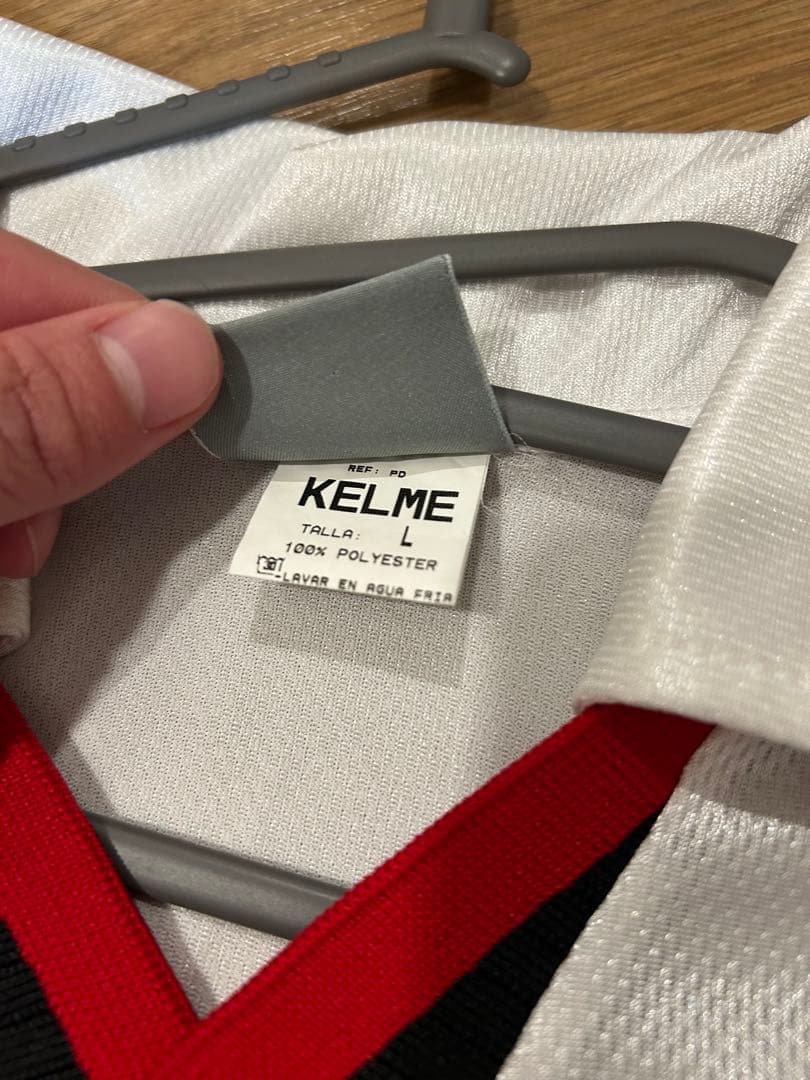 REF: PD
KELME
TALLA: L
100% POLYESTER
-LAVAR EN AGUA FRIA